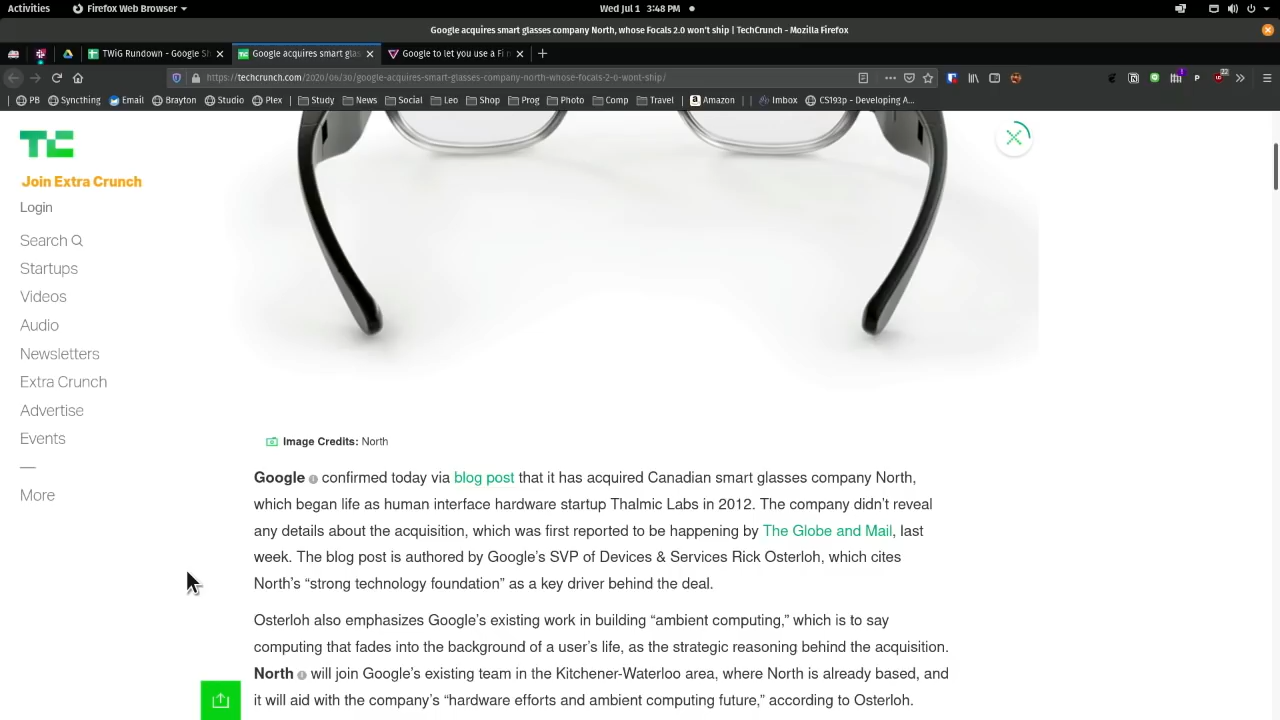 Activities Firefox Web Browser Wed Jul 1 3:48 PM
Google acquires smart glasses company North, whose Focals 2.0 won't ship | TechCrunch - Mozilla Firefox
TWiG Rundown - Google Sh Google acquires smart glas Google to let you use a Fi n
https://techcrunch.com/2020/06/30/google-acquires-smart-glasses-company-north-whose-focals-2-0-wont-ship/ 22
PB Syncthing Email Brayton Studio Plex Study News Social Leo Shop Prog Photo Comp Travel Amazon Imbox CS193p - Developing A...
TC
Join Extra Crunch
Login
Search
Startups
Videos
Audio
Newsletters
Extra Crunch
Advertise
Events
—
More
Image Credits: North
Google confirmed today via blog post that it has acquired Canadian smart glasses company North,
which began life as human interface hardware startup Thalmic Labs in 2012. The company didn't reveal
any details about the acquisition, which was first reported to be happening by The Globe and Mail, last
week. The blog post is authored by Google's SVP of Devices & Services Rick Osterloh, which cites
North's “strong technology foundation” as a key driver behind the deal.
Osterloh also emphasizes Google's existing work in building “ambient computing,” which is to say
computing that fades into the background of a user's life, as the strategic reasoning behind the acquisition.
North will join Google's existing team in the Kitchener-Waterloo area, where North is already based, and
it will aid with the company's “hardware efforts and ambient computing future,” according to Osterloh.